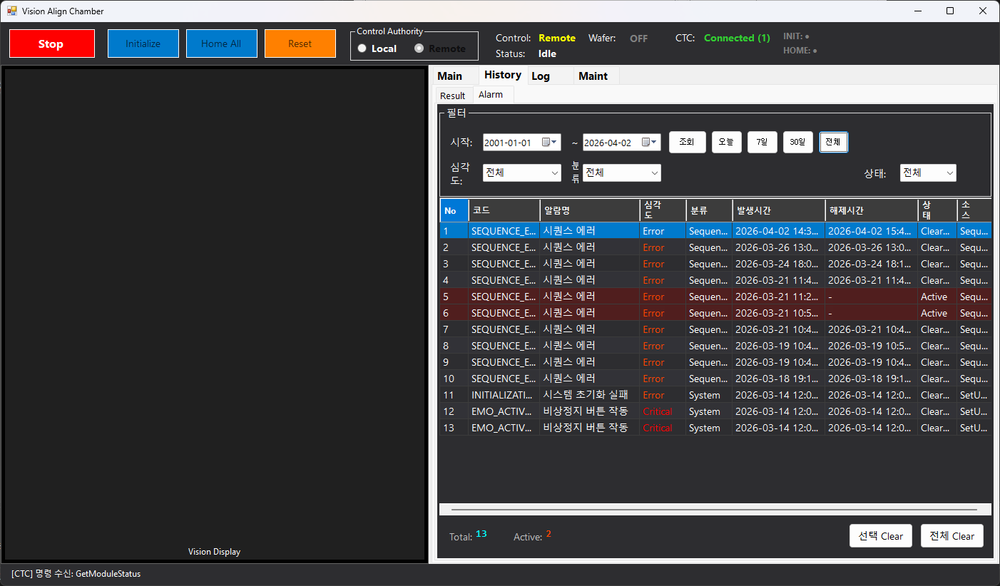 Vision Align Chamber
Stop Initialize Home All Reset
Control Authority
Local Remote
Control: Remote Wafer: OFF CTC: Connected (1) INIT: ●
Status: Idle HOME: ●
Main History Log Maint
Result Alarm
필터
시작: 2001-01-01 ~ 2026-04-02 조회 오늘 7일 30일 전체
심각도: 전체 분류 전체 상태: 전체
No 코드 알람명 심각도 분류 발생시간 해제시간 상태 소스
1 SEQUENCE_E... 시퀀스 에러 Error Sequen... 2026-04-02 14:3... 2026-04-02 15:4... Clear... Sequ...
2 SEQUENCE_E... 시퀀스 에러 Error Sequen... 2026-03-26 13:0... 2026-03-26 13:0... Clear... Sequ...
3 SEQUENCE_E... 시퀀스 에러 Error Sequen... 2026-03-24 18:0... 2026-03-24 18:1... Clear... Sequ...
4 SEQUENCE_E... 시퀀스 에러 Error Sequen... 2026-03-21 11:4... 2026-03-21 11:4... Clear... Sequ...
5 SEQUENCE_E... 시퀀스 에러 Error Sequen... 2026-03-21 11:2... - Active Sequ...
6 SEQUENCE_E... 시퀀스 에러 Error Sequen... 2026-03-21 10:5... - Active Sequ...
7 SEQUENCE_E... 시퀀스 에러 Error Sequen... 2026-03-21 10:4... 2026-03-21 10:4... Clear... Sequ...
8 SEQUENCE_E... 시퀀스 에러 Error Sequen... 2026-03-19 10:4... 2026-03-19 10:5... Clear... Sequ...
9 SEQUENCE_E... 시퀀스 에러 Error Sequen... 2026-03-19 10:4... 2026-03-19 10:4... Clear... Sequ...
10 SEQUENCE_E... 시퀀스 에러 Error Sequen... 2026-03-18 19:1... 2026-03-18 19:1... Clear... Sequ...
11 INITIALIZATI... 시스템 초기화 실패 Error System 2026-03-14 12:0... 2026-03-14 12:0... Clear... SetU...
12 EMO_ACTIV... 비상정지 버튼 작동 Critical System 2026-03-14 12:0... 2026-03-14 12:0... Clear... SetU...
13 EMO_ACTIV... 비상정지 버튼 작동 Critical System 2026-03-14 12:0... 2026-03-14 12:0... Clear... SetU...
Total: 13 Active: 2 선택 Clear 전체 Clear
Vision Display
[CTC] 명령 수신: GetModuleStatus